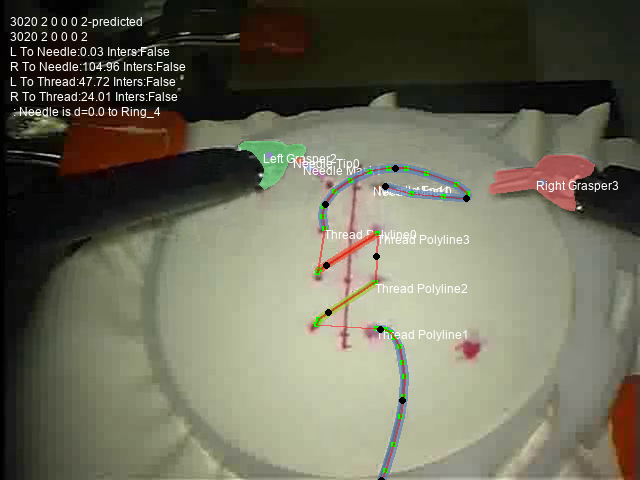 3020 2 0 0 0 2-predicted
3020 2 0 0 0 2
L To Needle:0.03 Inters:False
R To Needle:104.96 Inters:False
L To Thread:47.72 Inters:False
R To Thread:24.01 Inters:False
: Needle is d=0.0 to Ring_4
Left Grasper2
Needle Tip0
Right Grasper3
Thread Polyline0
Thread Polyline3
Thread Polyline2
Thread Polyline1